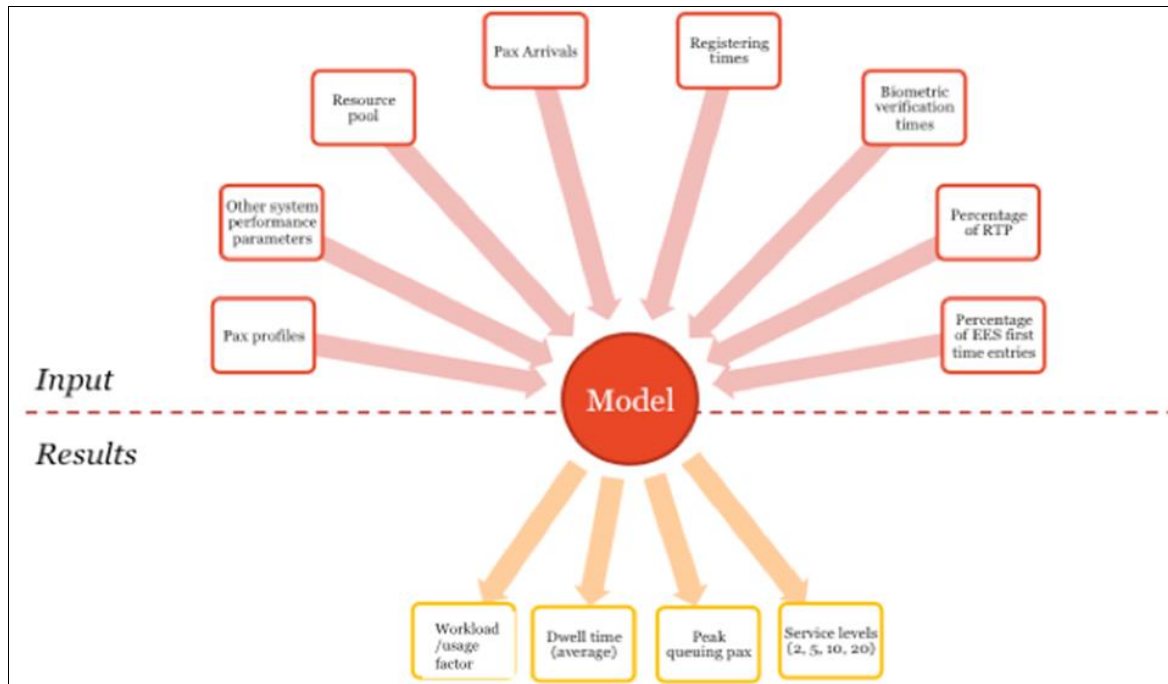 Pax Arrivals
Registering
times
Resource
pool
Biometric
verification
times
Other system
performance
parameters
Percentage
of RTP
Pax profiles
Percentage
of EES first
time entries
Input
Model
Results
Workload
/usage
factor
Dwell time
(average)
Peak
queuing pax
Service levels
(2, 5, 10, 20)